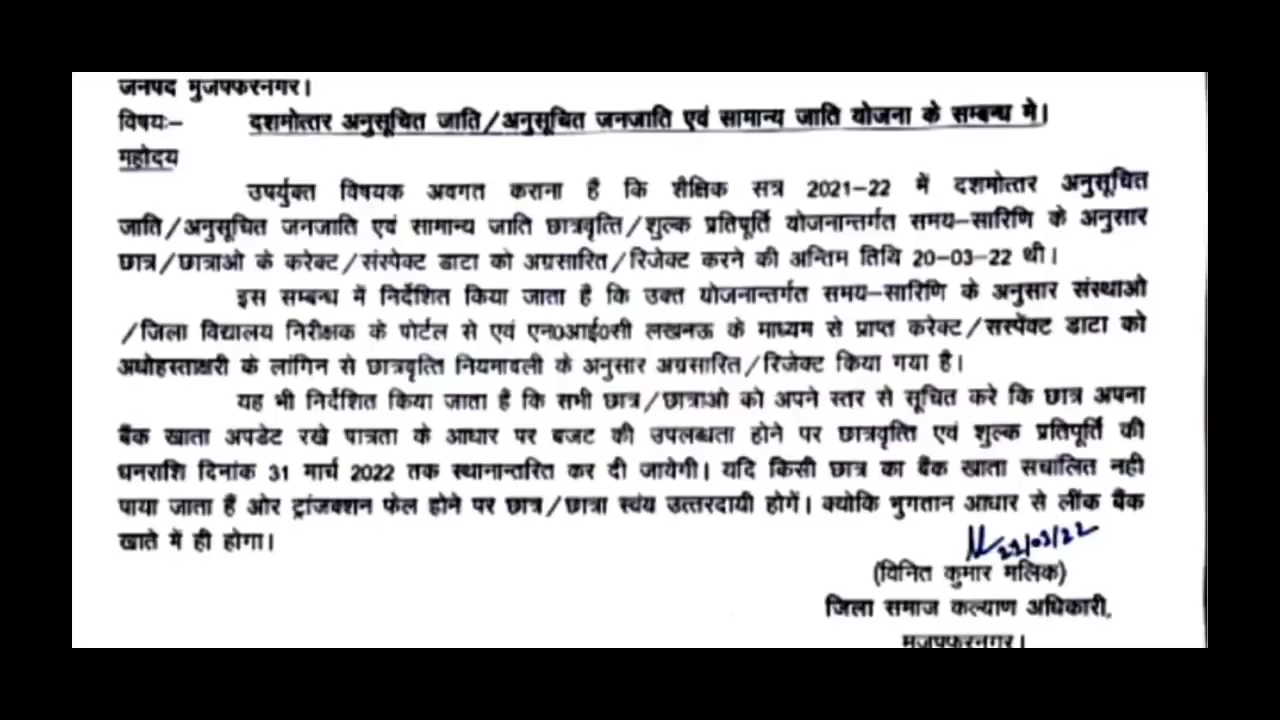 जनपद मुजफ्फरनगर।
विषयः– दशमोत्तर अनुसूचित जाति/अनुसूचित जनजाति एवं सामान्य जाति योजना के सम्बन्ध मे।
महोदय
उपर्युक्त विषयक अवगत कराना है कि शैक्षिक सत्र 2021–22 में दशमोत्तर अनुसूचित
जाति/अनुसूचित जनजाति एवं सामान्य जाति छात्रवृत्ति/शुल्क प्रतिपूर्ति योजनान्तर्गत समय–सारिणि के अनुसार
छात्र/छात्राओ के करेक्ट/संस्पेक्ट डाटा को अग्रसारित/रिजेक्ट करने की अन्तिम तिथि 20–03–22 थी।
इस सम्बन्ध में निर्देशित किया जाता है कि उक्त योजनान्तर्गत समय–सारिणि के अनुसार संस्थाओ
/जिला विद्यालय निरीक्षक के पोर्टल से एवं एन0आई0सी लखनऊ के माध्यम से प्राप्त करेक्ट/सस्पेंक्ट डाटा को
अधोहस्ताक्षरी के लांगिन से छात्रवृत्ति नियमावली के अनुसार अग्रसारित/रिजेक्ट किया गया है।
यह भी निर्देशित किया जाता है कि सभी छात्र/छात्राओ को अपने स्तर से सूचित करे कि छात्र अपना
बैंक खाता अपडेट रखे पात्रता के आधार पर बजट की उपलब्धता होने पर छात्रवृत्ति एवं शुल्क प्रतिपूर्ति की
धनराशि दिनांक 31 मार्च 2022 तक स्थानान्तरित कर दी जायेगी। यदि किसी छात्र का बैंक खाता सचालित नही
पाया जाता हैं ओर ट्रांजक्शन फेल होने पर छात्र/छात्रा स्वंय उत्तरदायी होगें। क्योकि भुगतान आधार से लींक बैंक
खाते में ही होगा।
22/03/22
(विनित कुमार मलिक)
जिला समाज कल्याण अधिकारी,
मुजफ्फरनगर।